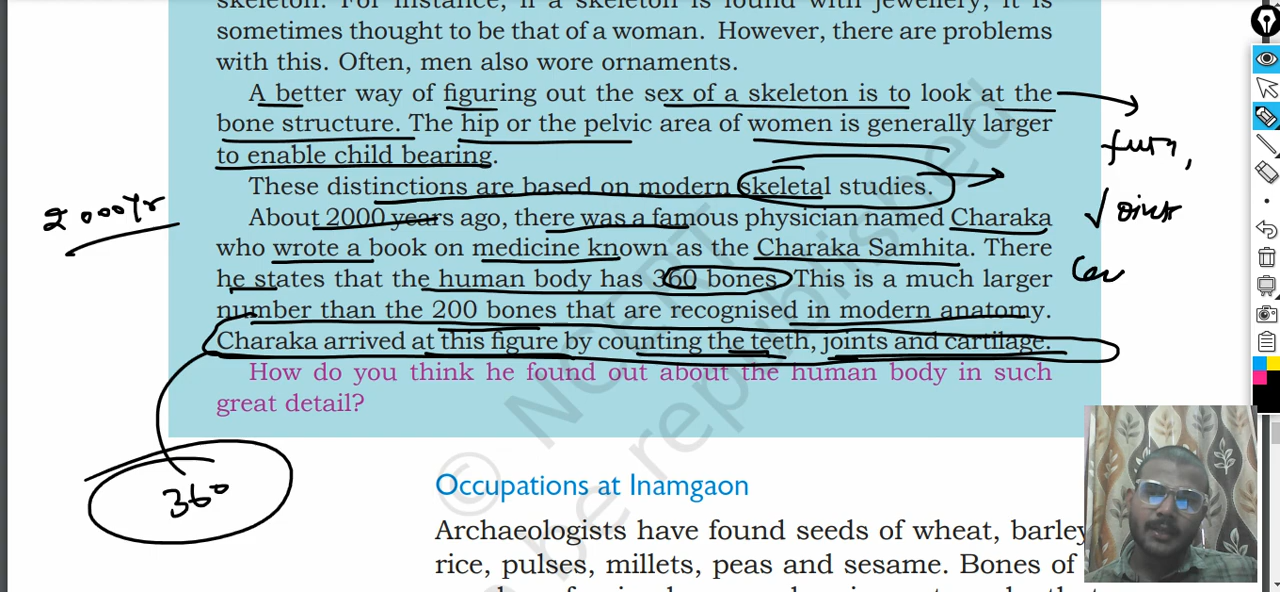 skeleton. For instance, if a skeleton is found with jewellery, it is
sometimes thought to be that of a woman. However, there are problems
with this. Often, men also wore ornaments.
A better way of figuring out the sex of a skeleton is to look at the
bone structure. The hip or the pelvic area of women is generally larger
to enable child bearing.
These distinctions are based on modern skeletal studies.
2000Yr
About 2000 years ago, there was a famous physician named Charaka
who wrote a book on medicine known as the Charaka Samhita. There
he states that the human body has 360 bones. This is a much larger
number than the 200 bones that are recognised in modern anatomy.
Charaka arrived at this figure by counting the teeth, joints and cartilage.
How do you think he found out about the human body in such
great detail?
360
© NCERT
be republished
Occupations at Inamgaon
Archaeologists have found seeds of wheat, barley
rice, pulses, millets, peas and sesame. Bones of